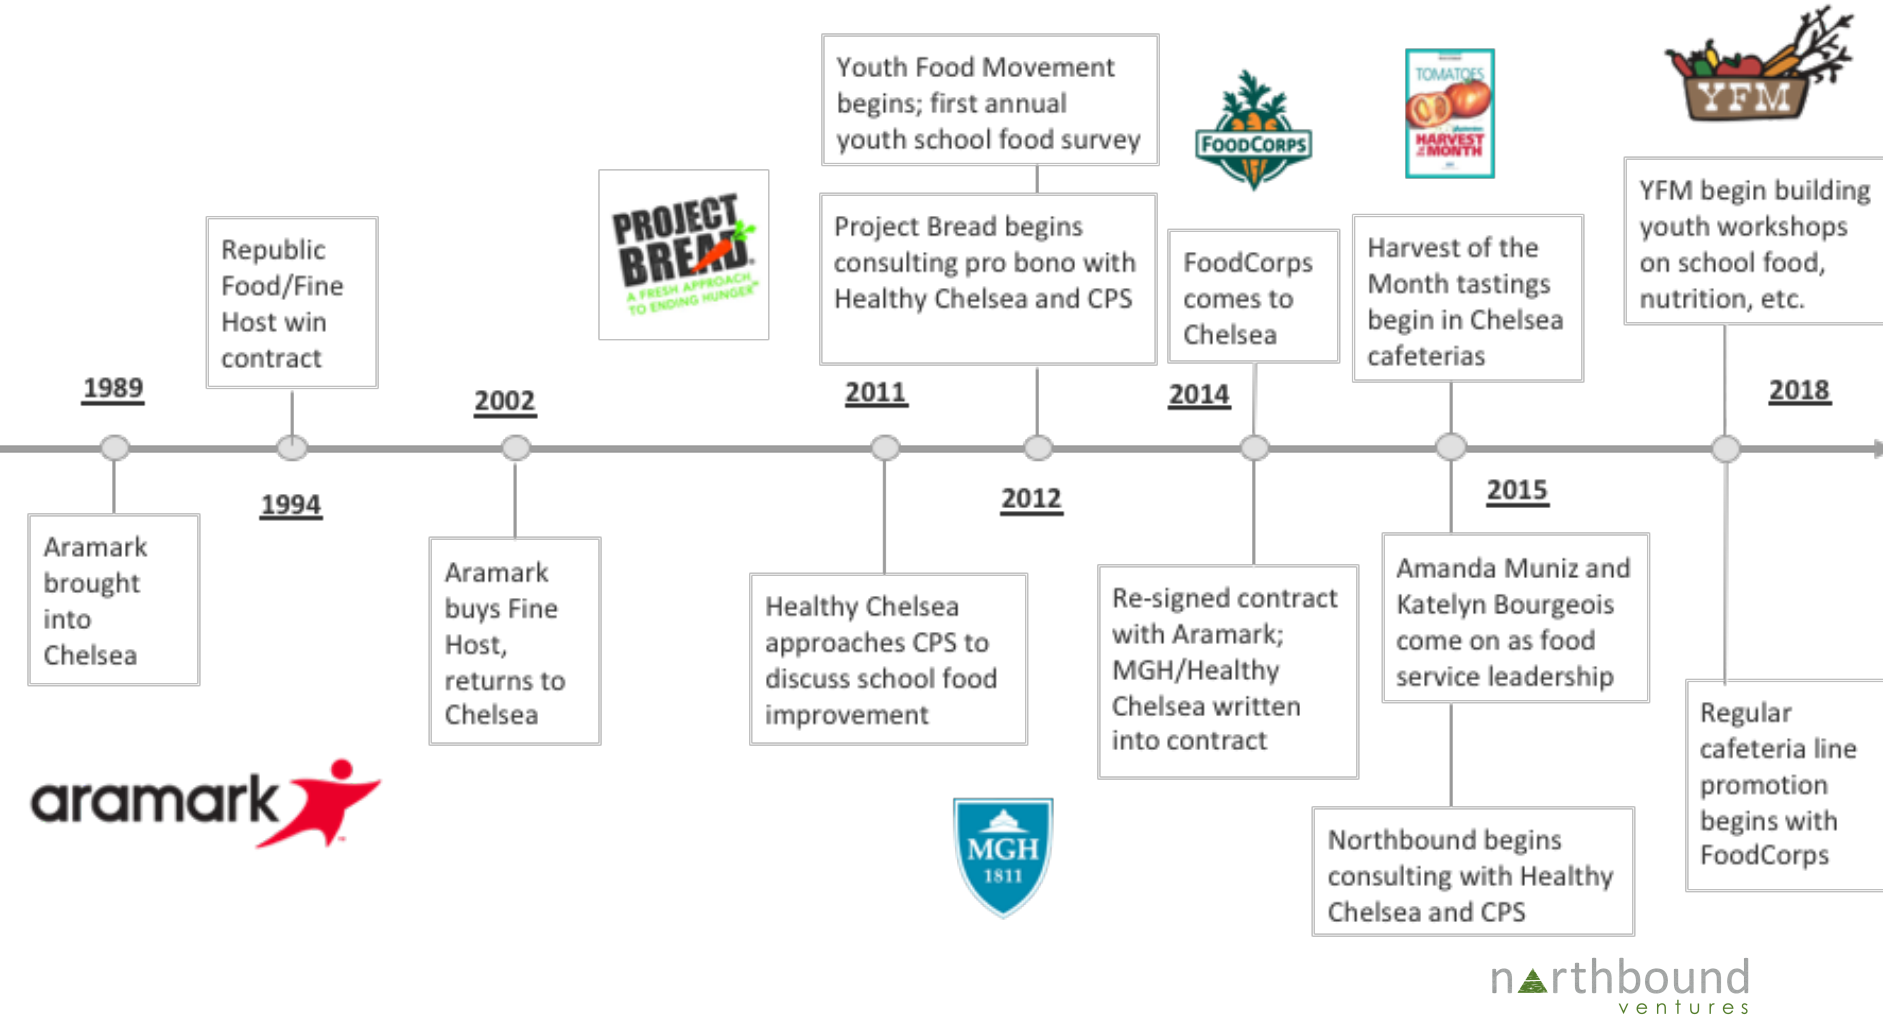 Youth Food Movement
begins; first annual
youth school food survey
FOODCORPS
TOMATOES
HARVEST
OF THE
MONTH
YFM
PROJECT
BREAD.
A FRESH APPROACH
TO ENDING HUNGER℠
Republic
Food/Fine
Host win
contract
Project Bread begins
consulting pro bono with
Healthy Chelsea and CPS
FoodCorps
comes to
Chelsea
Harvest of the
Month tastings
begin in Chelsea
cafeterias
YFM begin building
youth workshops
on school food,
nutrition, etc.
1989
2002
2011
2014
2018
1994
2012
2015
Aramark
brought
into
Chelsea
Aramark
buys Fine
Host,
returns to
Chelsea
Healthy Chelsea
approaches CPS to
discuss school food
improvement
Re-signed contract
with Aramark;
MGH/Healthy
Chelsea written
into contract
Amanda Muniz and
Katelyn Bourgeois
come on as food
service leadership
Regular
cafeteria line
promotion
begins with
FoodCorps
aramark
MGH
1811
Northbound begins
consulting with Healthy
Chelsea and CPS
northbound
ventures